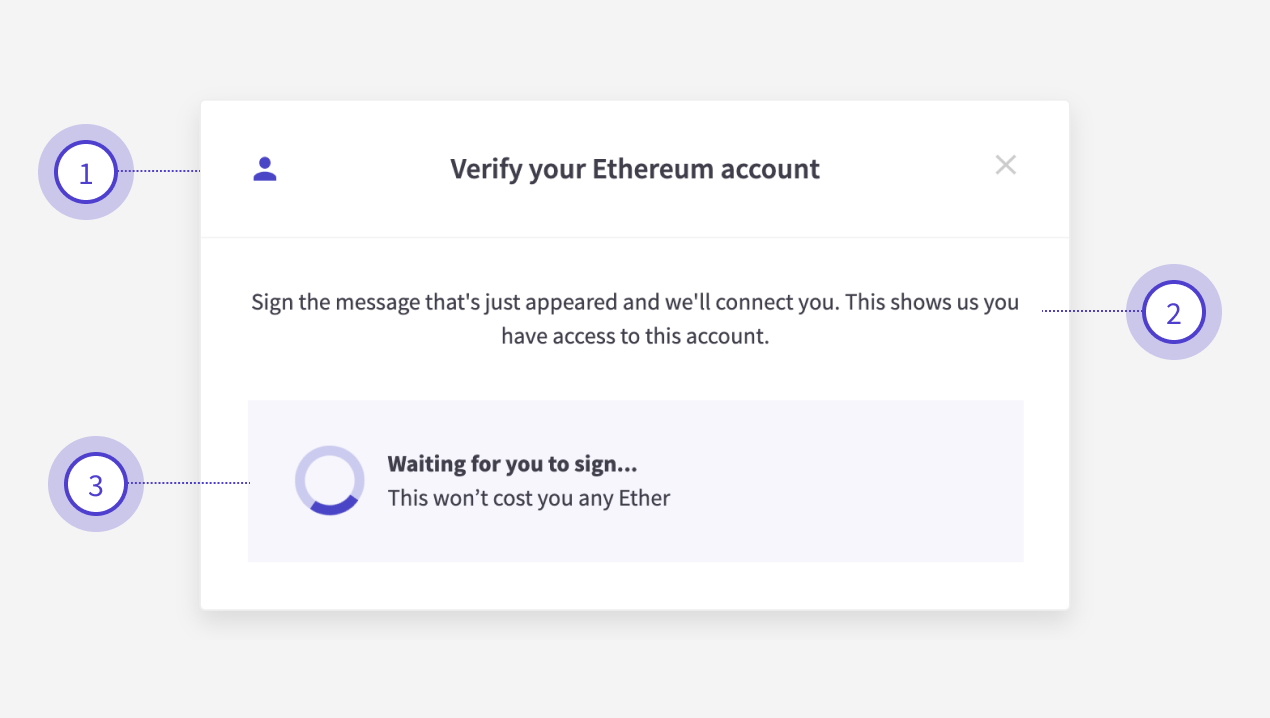 1
Verify your Ethereum account
Sign the message that's just appeared and we'll connect you. This shows us you
have access to this account.
2
3
Waiting for you to sign...
This won’t cost you any Ether